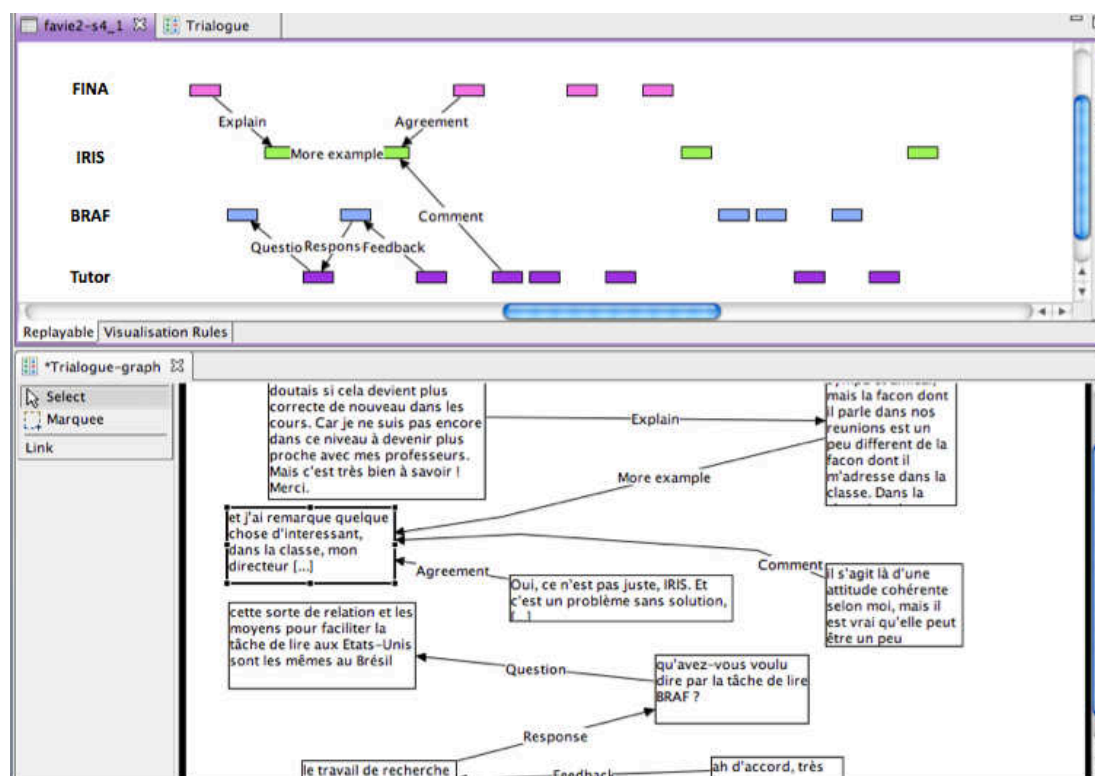 favie2-s4_1
Trialogue
FINA
Explain
Agreement
IRIS
More example
BRAF
Comment
Questio
Respons
Feedback
Tutor
Replayable
Visualisation Rules
*Trialogue-graph
Select
Marquee
Link
doutais si cela devient plus
correcte de nouveau dans les
cours. Car je ne suis pas encore
dans ce niveau à devenir plus
proche avec mes professeurs.
Mais c'est très bien à savoir !
Merci.
Explain
mais la facon dont
il parle dans nos
reunions est un
peu different de la
facon dont il
m'adresse dans la
classe. Dans la
More example
et j'ai remarque quelque
chose d'interessant,
dans la classe, mon
directeur [...]
Agreement
Oui, ce n'est pas juste, IRIS. Et
c'est un problème sans solution,
Comment
il s'agit là d'une
attitude cohérente
selon moi, mais il
est vrai qu'elle peut
être un peu
cette sorte de relation et les
moyens pour faciliter la
tâche de lire aux Etats-Unis
sont les mêmes au Brésil
Question
qu'avez-vous voulu
dire par la tâche de lire
BRAF ?
Response
le travail de recherche
Feedback
ah d'accord, très